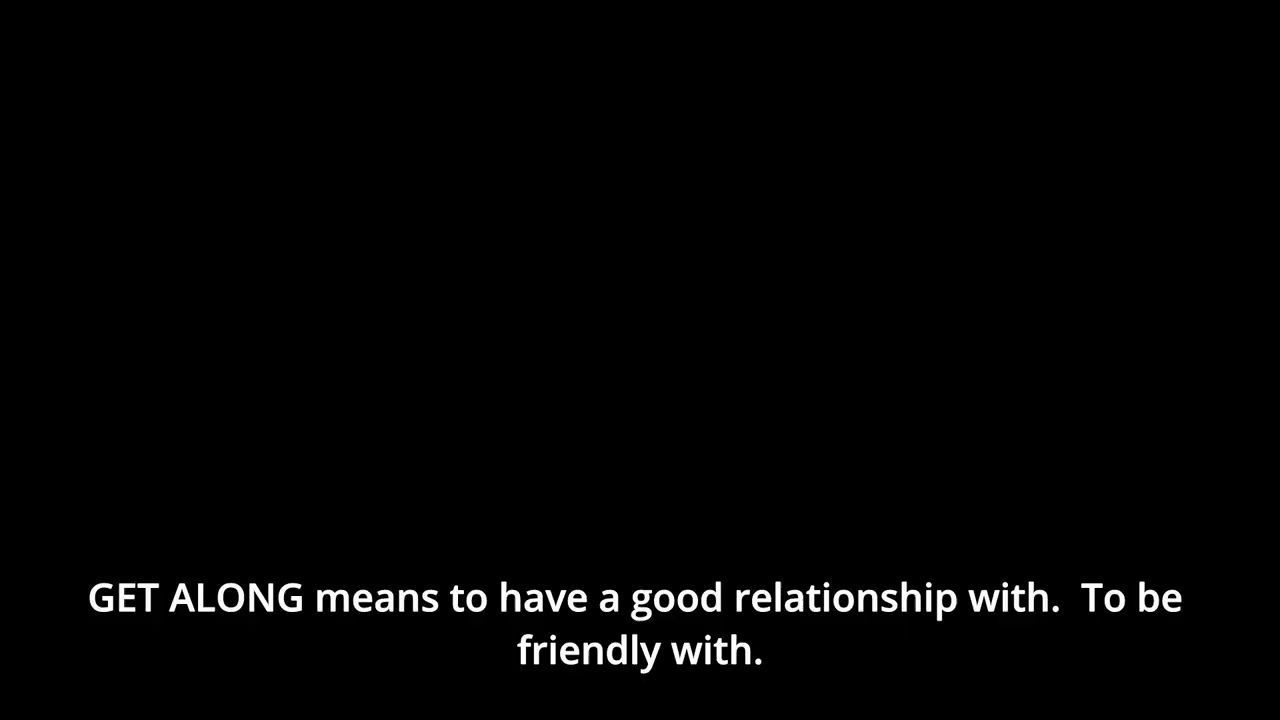 GET ALONG means to have a good relationship with.  To be
friendly with.